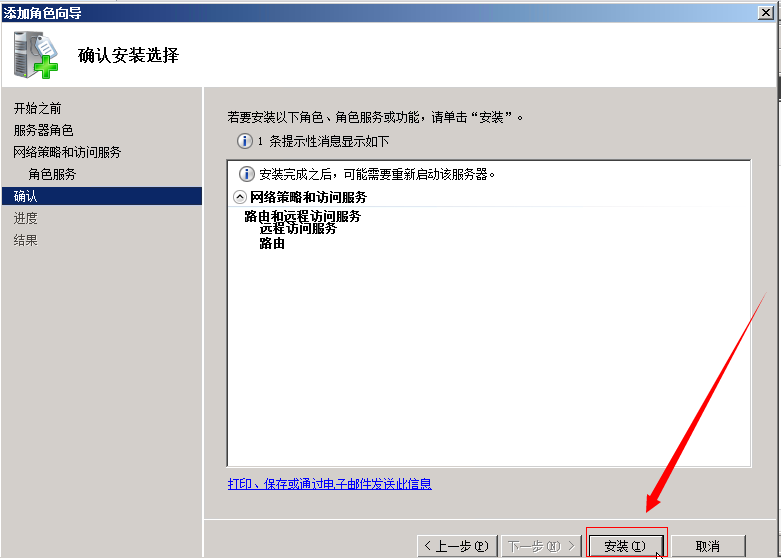 添加角色向导
确认安装选择
开始之前
服务器角色
网络策略和访问服务
角色服务
确认
进度
结果
若要安装以下角色、角色服务或功能，请单击“安装”。
1 条提示性消息显示如下
安装完成之后，可能需要重新启动该服务器。
网络策略和访问服务
路由和远程访问服务
远程访问服务
路由
打印、保存或通过电子邮件发送此信息
< 上一步(P) 下一步(N) > 安装(I) 取消